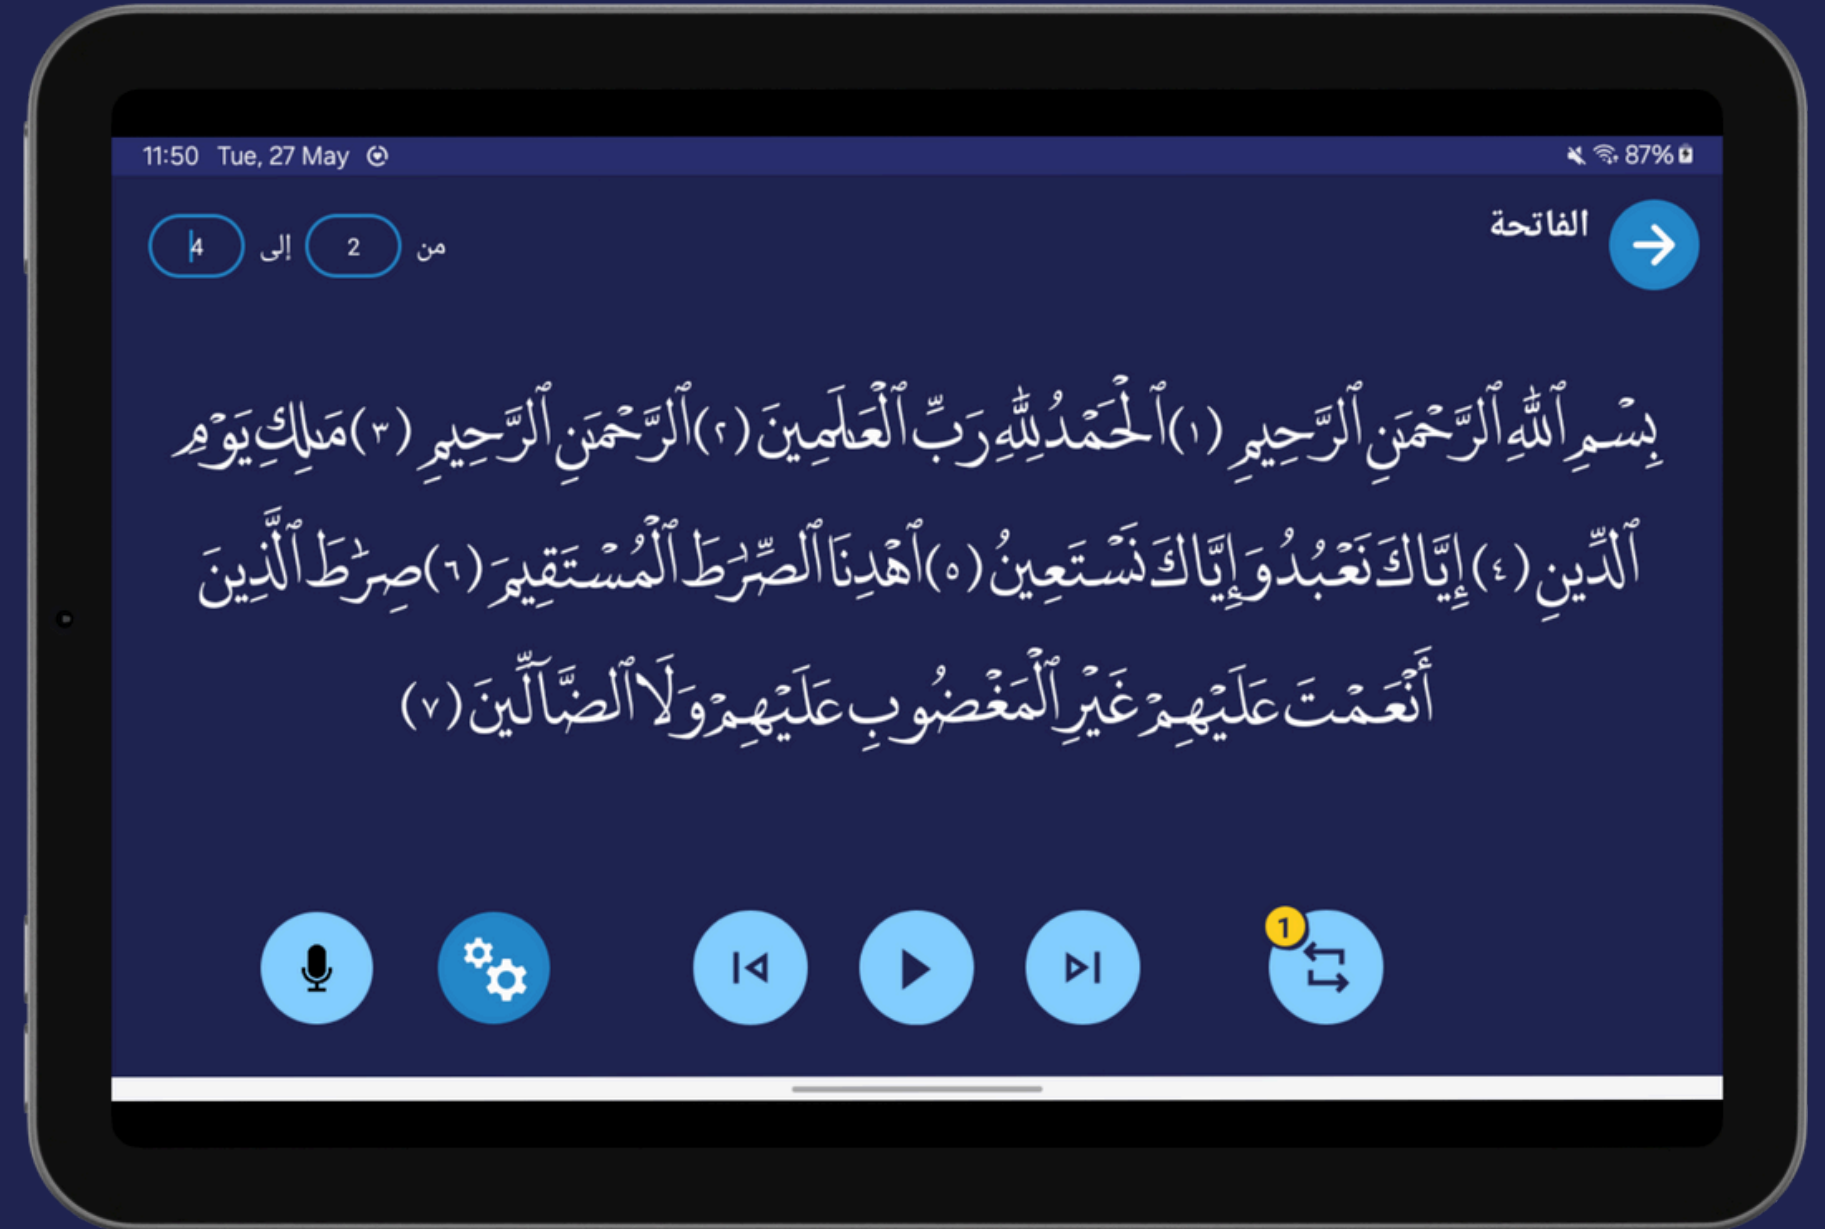 11:50 Tue, 27 May 87%
الفاتحة
من 2 إلى 4
بِسْمِ ٱللَّهِ ٱلرَّحْمَٰنِ ٱلرَّحِيمِ (١) ٱلْحَمْدُ لِلَّهِ رَبِّ ٱلْعَٰلَمِينَ (٢) ٱلرَّحْمَٰنِ ٱلرَّحِيمِ (٣) مَٰلِكِ يَوْمِ
ٱلدِّينِ (٤) إِيَّاكَ نَعْبُدُ وَإِيَّاكَ نَسْتَعِينُ (٥) ٱهْدِنَا ٱلصِّرَٰطَ ٱلْمُسْتَقِيمَ (٦) صِرَٰطَ ٱلَّذِينَ
أَنْعَمْتَ عَلَيْهِمْ غَيْرِ ٱلْمَغْضُوبِ عَلَيْهِمْ وَلَا ٱلضَّآلِّينَ (٧)
1